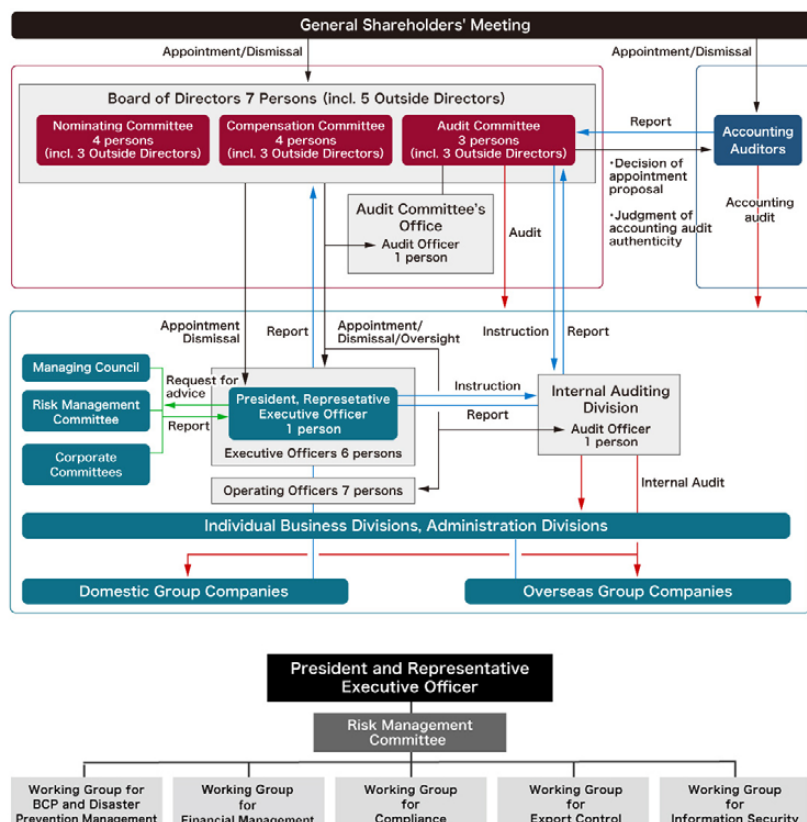 General Shareholders' Meeting
Appointment/Dismissal
Appointment/Dismissal
Board of Directors 7 Persons (incl. 5 Outside Directors)
Nominating Committee
4 persons
(incl. 3 Outside Directors)
Compensation Committee
4 persons
(incl. 3 Outside Directors)
Audit Committee
3 persons
(incl. 3 Outside Directors)
Report
Accounting
Auditors
・Decision of
appointment
proposal
・Judgment of
accounting audit
authenticity
Accounting
audit
Audit Committee's
Office
Audit Officer
1 person
Audit
Appointment
Dismissal
Report
Appointment/
Dismissal/Oversight
Instruction
Report
Managing Council
Risk Management
Committee
Corporate
Committees
Request for
advice
Report
President, Represetative
Executive Officer
1 person
Executive Officers 6 persons
Instruction
Report
Internal Auditing
Division
Audit Officer
1 person
Operating Officers 7 persons
Internal Audit
Individual Business Divisions, Administration Divisions
Domestic Group Companies
Overseas Group Companies
President and Representative
Executive Officer
Risk Management
Committee
Working Group for
BCP and Disaster
Prevention Management
Working Group
for
Financial Management
Working Group
for
Compliance
Working Group
for
Export Control
Working Group
for
Information Security